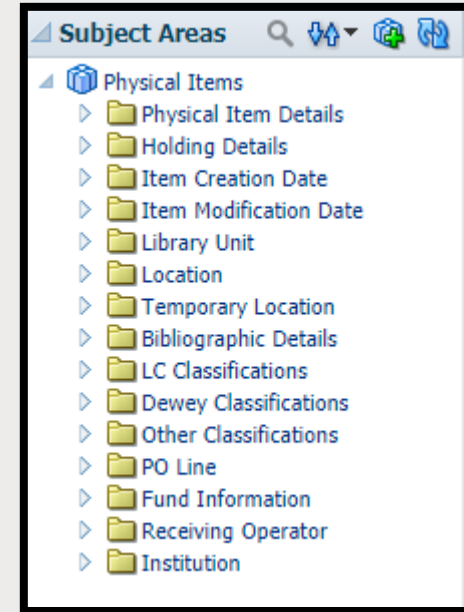 Subject Areas
Physical Items
Physical Item Details
Holding Details
Item Creation Date
Item Modification Date
Library Unit
Location
Temporary Location
Bibliographic Details
LC Classifications
Dewey Classifications
Other Classifications
PO Line
Fund Information
Receiving Operator
Institution